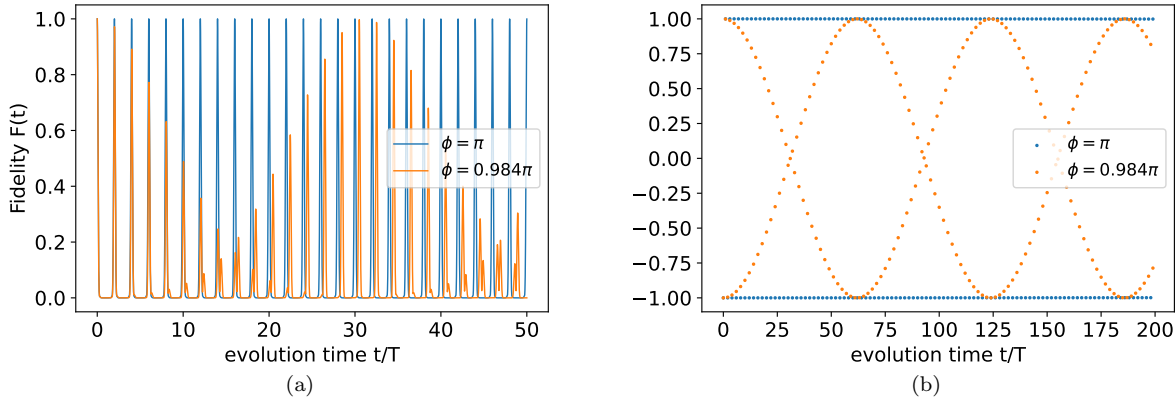 1.0
0.8
0.6
0.4
0.2
0.0
Fidelity F(t)
ϕ = π
ϕ = 0.984π
0 10 20 30 40 50
evolution time t/T
(a)
1.00
0.75
0.50
0.25
0.00
−0.25
−0.50
−0.75
−1.00
ϕ = π
ϕ = 0.984π
0 25 50 75 100 125 150 175 200
evolution time t/T
(b)